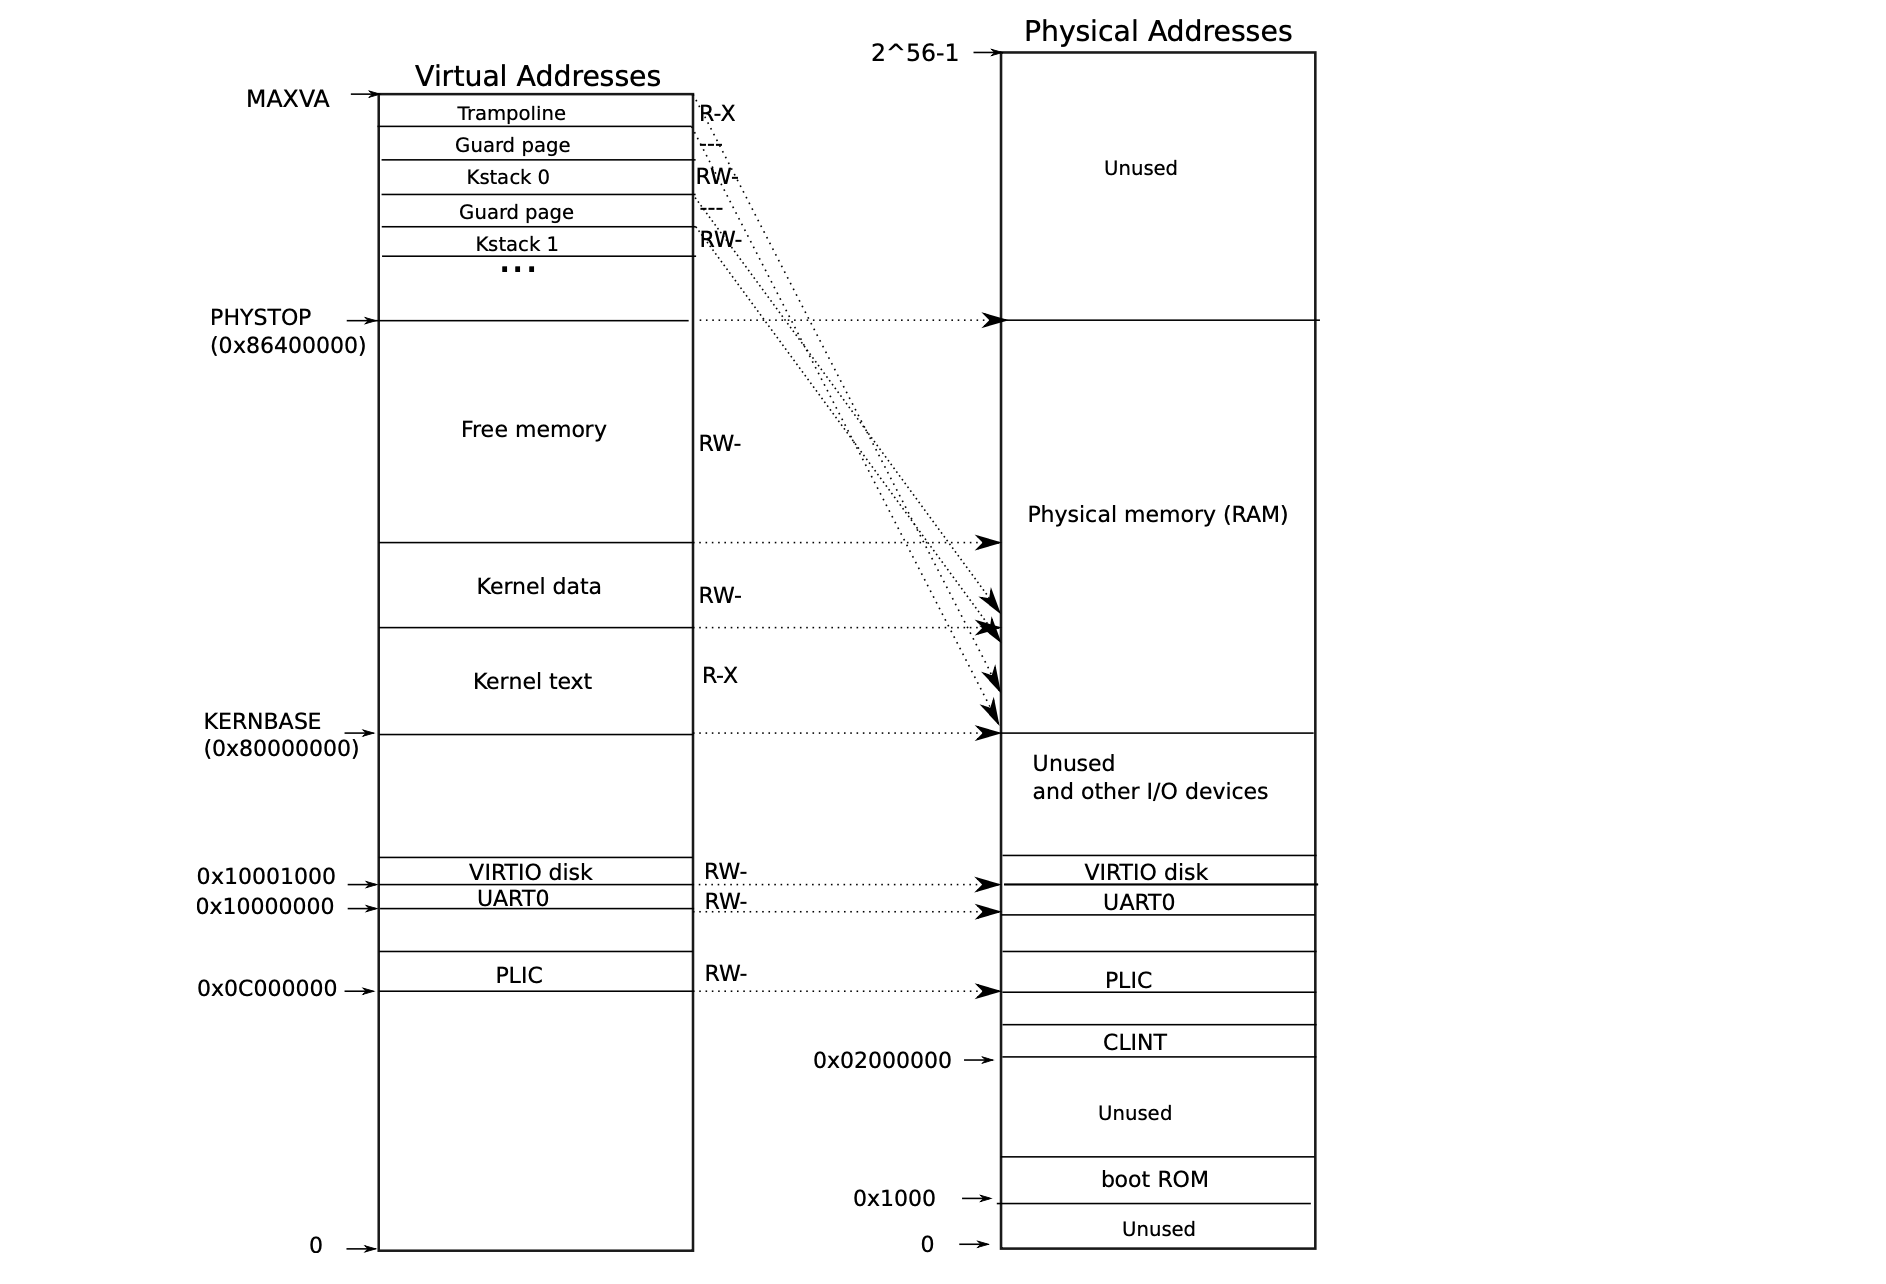 Physical Addresses
2^56-1
Virtual Addresses
MAXVA
Trampoline
R-X
Guard page
---
Unused
Kstack 0
RW-
Guard page
---
Kstack 1
RW-
...
PHYSTOP
(0x86400000)
Free memory
RW-
Physical memory (RAM)
Kernel data
RW-
Kernel text
R-X
KERNBASE
(0x80000000)
Unused
and other I/O devices
0x10001000
VIRTIO disk
RW-
VIRTIO disk
0x10000000
UART0
RW-
UART0
PLIC
RW-
PLIC
0x0C000000
CLINT
0x02000000
Unused
boot ROM
0x1000
Unused
0
0